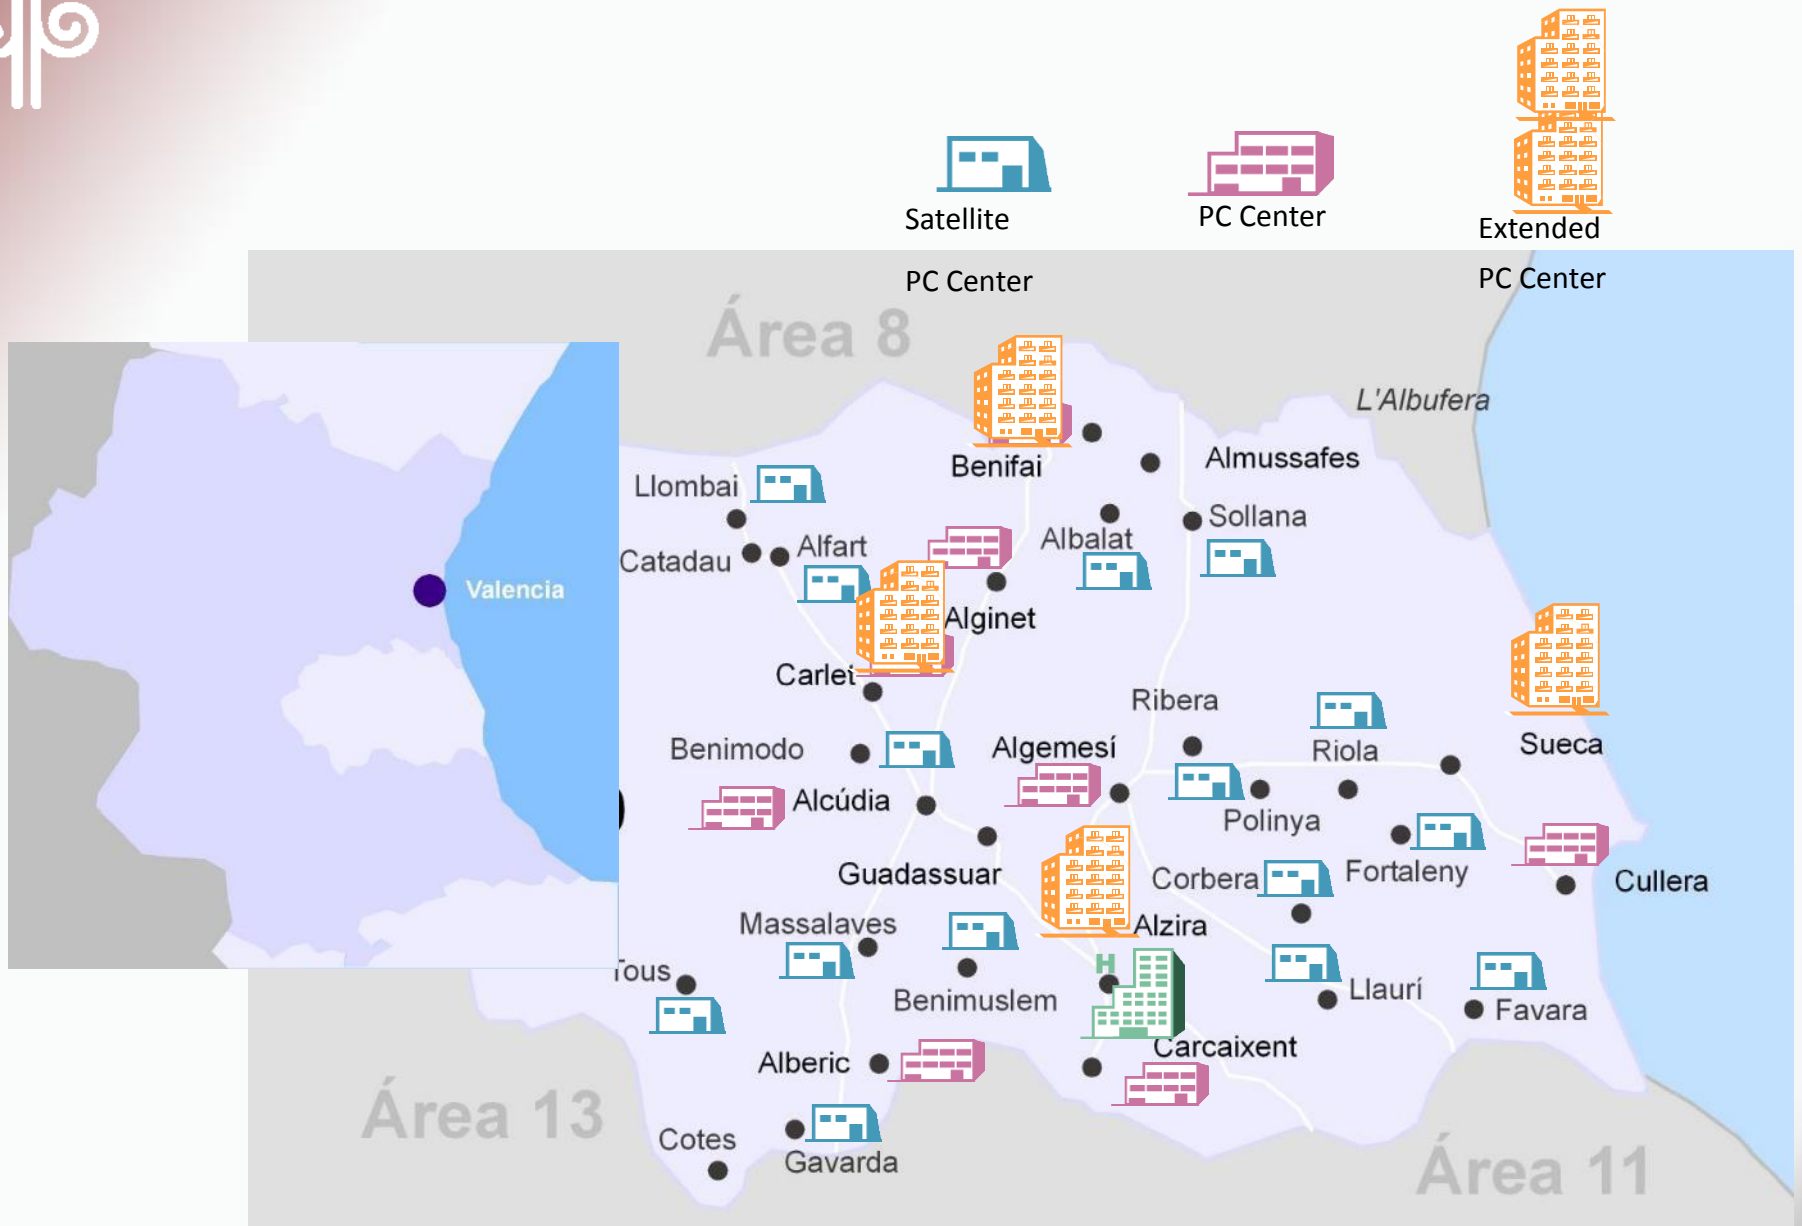 Satellite
PC Center
PC Center
Extended
PC Center
Área 8
L'Albufera
Benifai
Almussafes
Llombai
Sollana
Albalat
Alfart
Catadau
Valencia
Alginet
Carlet
Ribera
Sueca
Riola
Benimodo
Algemesí
Alcúdia
Polinya
Guadassuar
Corbera
Fortaleny
Cullera
Massalaves
Alzira
H
Tous
Benimuslem
Llaurí
Favara
Carcaixent
Alberic
Área 13
Cotes
Gavarda
Área 11